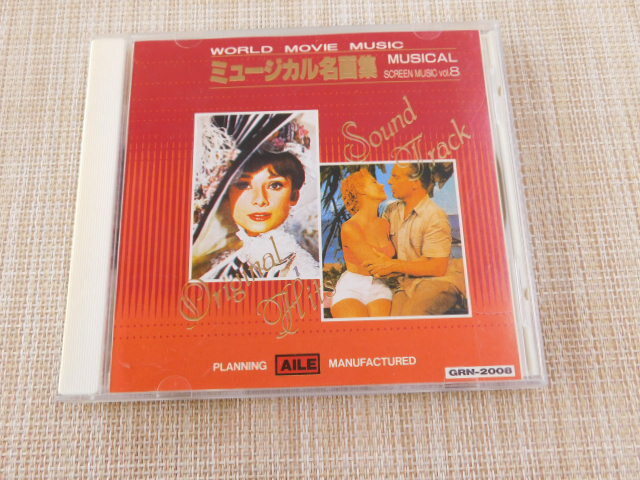 WORLD MOVIE MUSIC
ミュージカル名画集
MUSICAL
SCREEN MUSIC vol.8
Sound
Track
Original
Hit
PLANNING AILE MANUFACTURED
GRN-2008